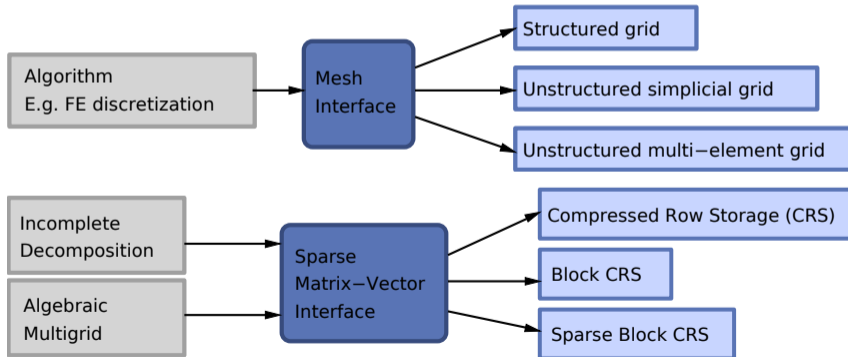 Algorithm
E.g. FE discretization
Mesh
Interface
Structured grid
Unstructured simplicial grid
Unstructured multi−element grid
Incomplete
Decomposition
Algebraic
Multigrid
Sparse
Matrix−Vector
Interface
Compressed Row Storage (CRS)
Block CRS
Sparse Block CRS